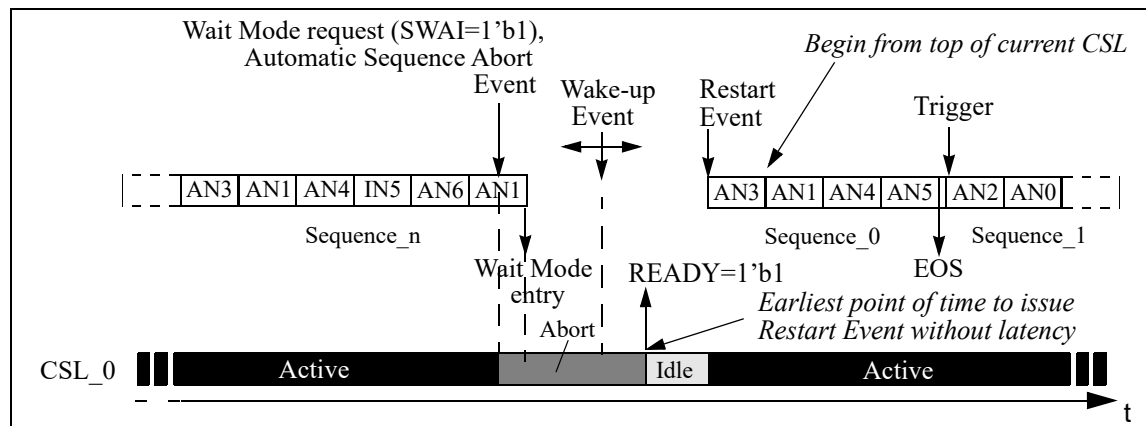 Wait Mode request (SWAI=1’b1),
Automatic Sequence Abort
Event
Wake-up
Event
Restart
Event
Begin from top of current CSL
Trigger
AN3 AN1 AN4 IN5 AN6 AN1
AN3 AN1 AN4 AN5 AN2 AN0
Sequence_n
Sequence_0
Sequence_1
Wait Mode
entry
READY=1’b1
EOS
Earliest point of time to issue
Restart Event without latency
Abort
CSL_0
Active
Idle
Active
t